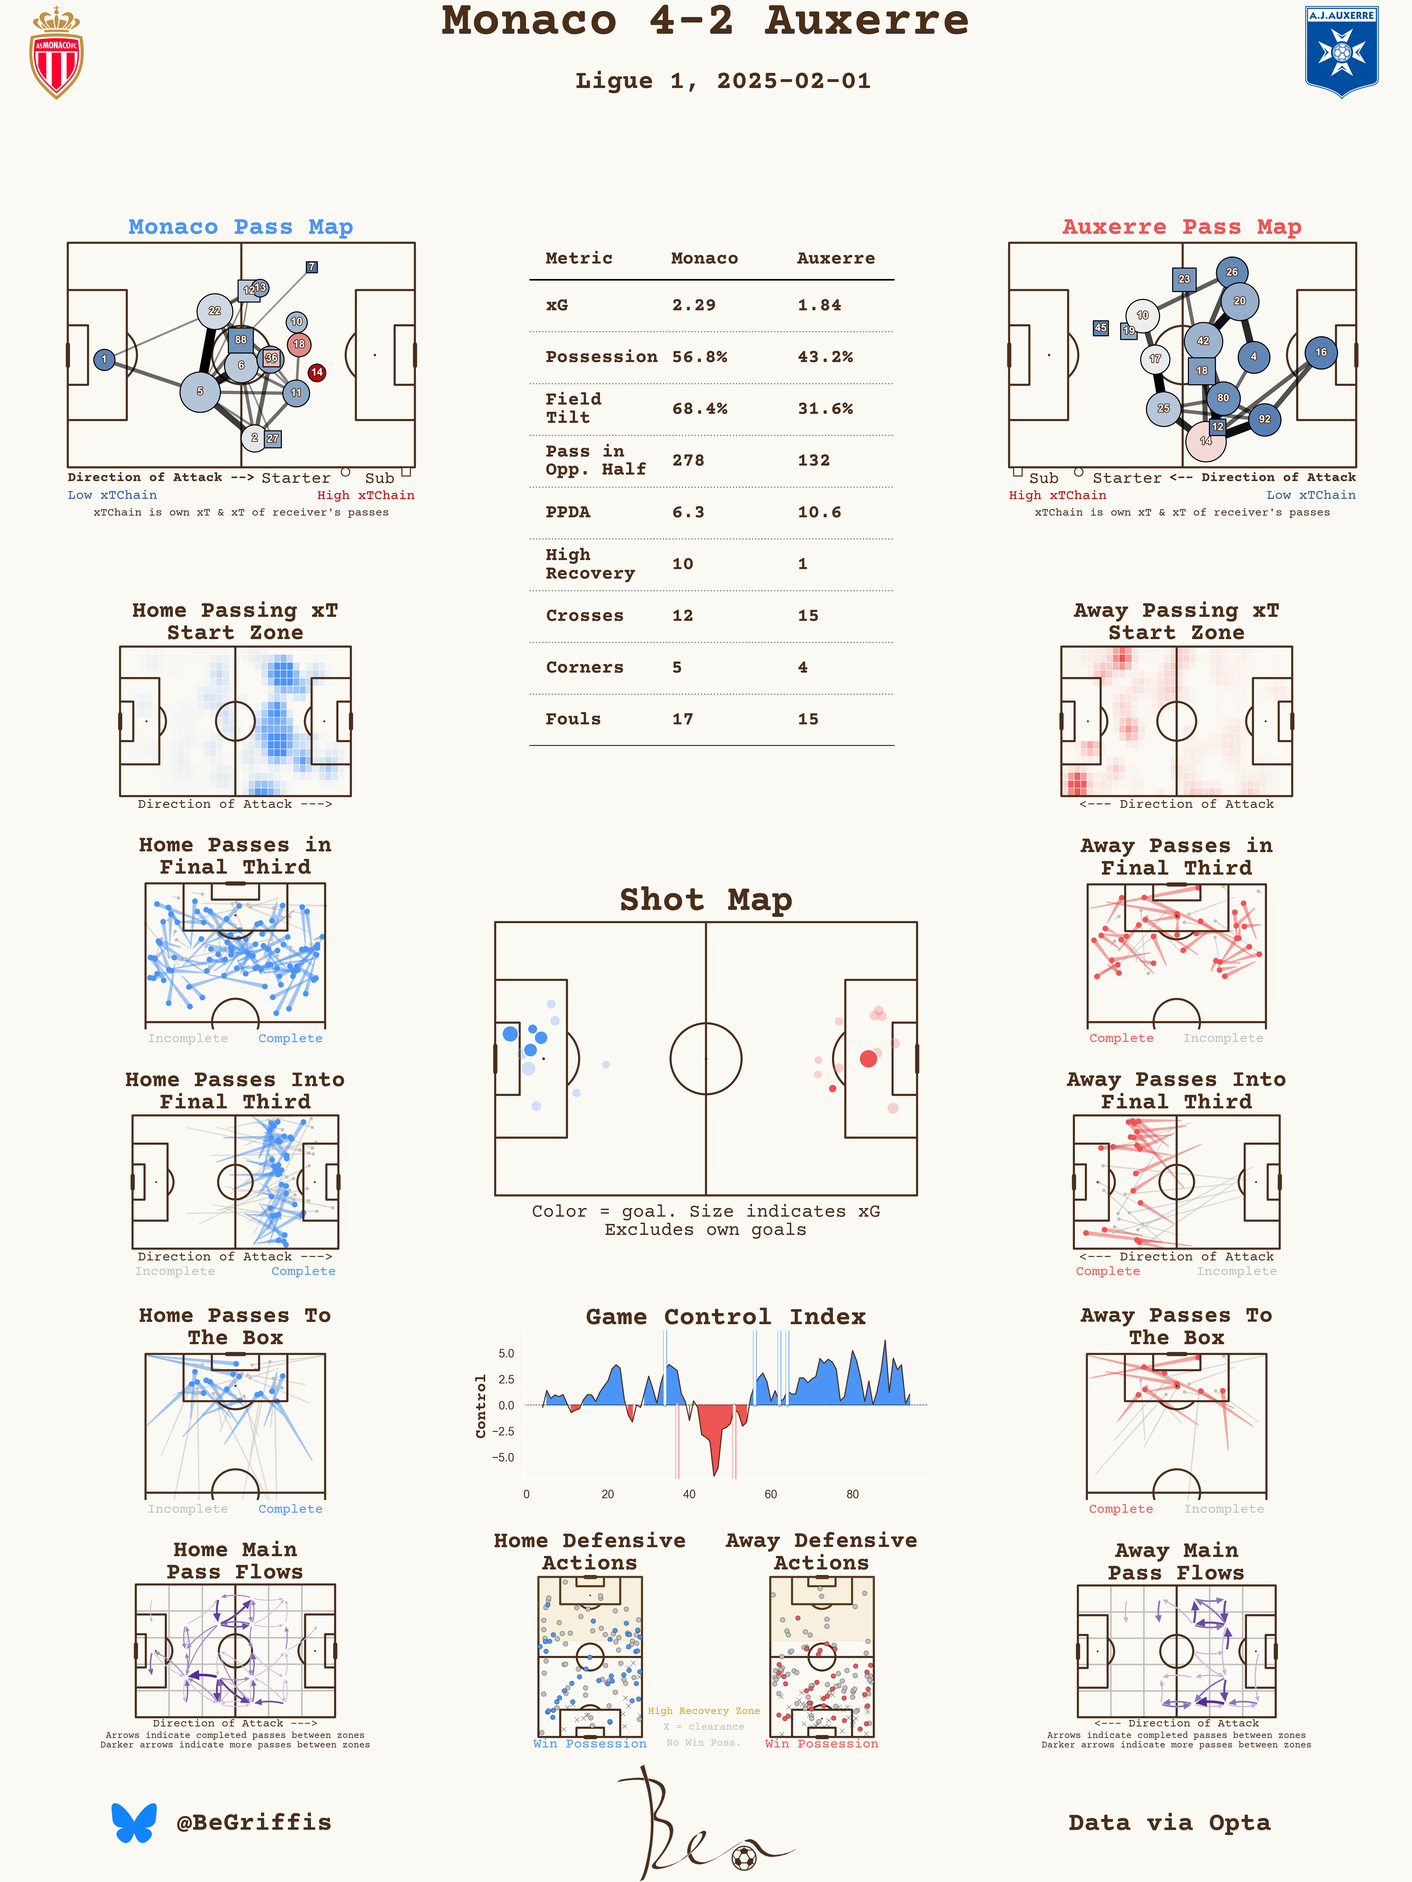 Monaco 4-2 Auxerre
Ligue 1, 2025-02-01
AS MONACO FC
A.J.AUXERRE
Monaco Pass Map
7
12
13
22
10
88
18
1
36
6
14
5
11
2
27
Direction of Attack --> Starter Sub
Low xTChain High xTChain
xTChain is own xT & xT of receiver's passes
Metric Monaco Auxerre
xG 2.29 1.84
Possession 56.8% 43.2%
Field
Tilt 68.4% 31.6%
Pass in
Opp. Half 278 132
PPDA 6.3 10.6
High
Recovery 10 1
Crosses 12 15
Corners 5 4
Fouls 17 15
Auxerre Pass Map
26
23
20
10
45
19
42
16
17
4
18
80
25
92
12
14
Sub Starter <-- Direction of Attack
High xTChain Low xTChain
xTChain is own xT & xT of receiver's passes
Home Passing xT
Start Zone
Direction of Attack --->
Away Passing xT
Start Zone
<--- Direction of Attack
Home Passes in
Final Third
Incomplete Complete
Away Passes in
Final Third
Complete Incomplete
Shot Map
Color = goal. Size indicates xG
Excludes own goals
Home Passes Into
Final Third
Direction of Attack --->
Incomplete Complete
Away Passes Into
Final Third
<--- Direction of Attack
Complete Incomplete
Home Passes To
The Box
Incomplete Complete
Game Control Index
Control
5.0
2.5
0.0
−2.5
−5.0
0 20 40 60 80
Away Passes To
The Box
Complete Incomplete
Home Main
Pass Flows
Direction of Attack --->
Arrows indicate completed passes between zones
Darker arrows indicate more passes between zones
Home Defensive
Actions
Win Possession
Away Defensive
Actions
Win Possession
High Recovery Zone
X = clearance
No Win Poss.
Away Main
Pass Flows
<--- Direction of Attack
Arrows indicate completed passes between zones
Darker arrows indicate more passes between zones
@BeGriffis
Ben
Data via Opta